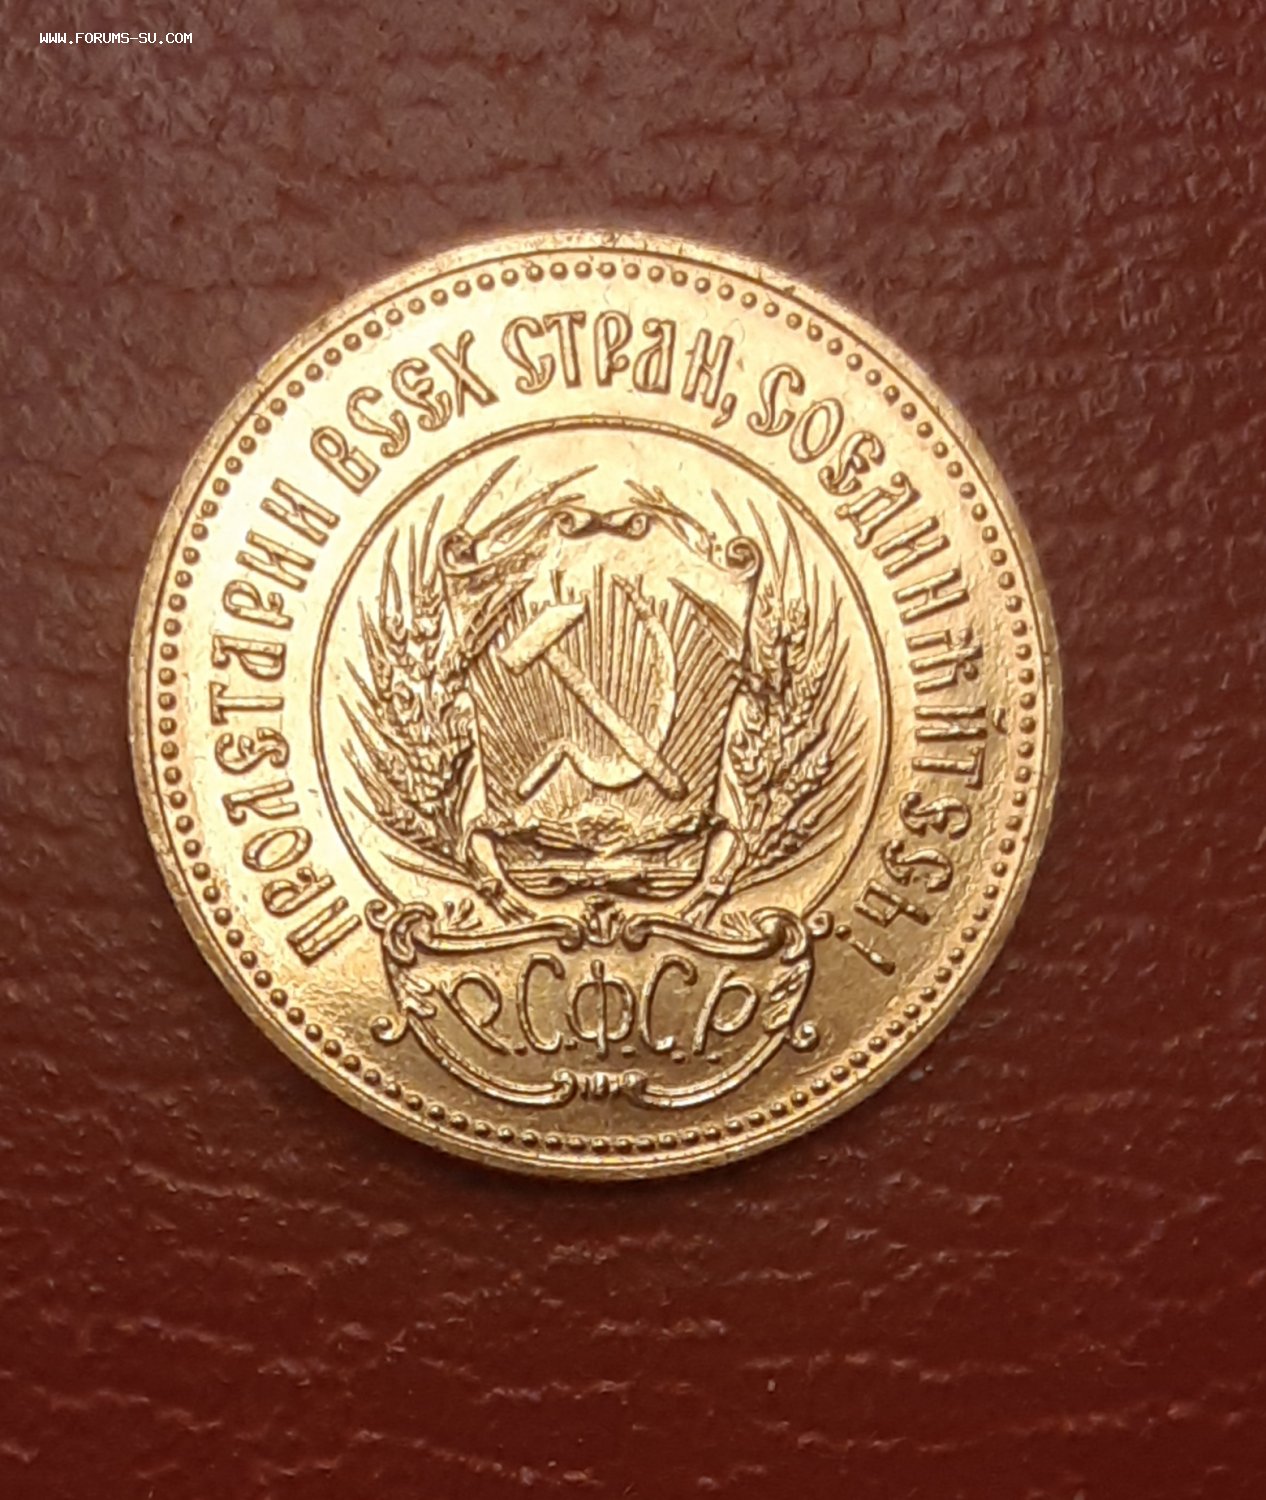 WWW.FORUMS-SU.COM
ПРОЛЕТАРИИ ВСЕХ СТРАН, СОЕДИНЯЙТЕСЬ!
Р.С.Ф.С.Р.